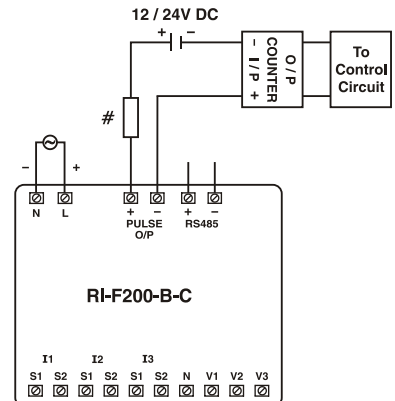 12 / 24V DC
+ –
– I / P +
COUNTER
O / P
To
Control
Circuit
#
– +
N L + – + –
PULSE
O/P
RS485
RI-F200-B-C
I1 I2 I3
S1 S2 S1 S2 S1 S2 N V1 V2 V3